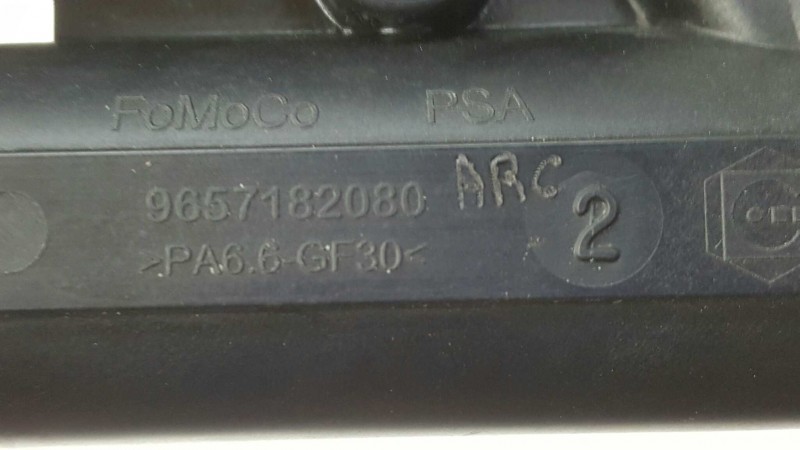 FoMoCo PSA
9657182080 ARC 2
>PA6.6-GF30<